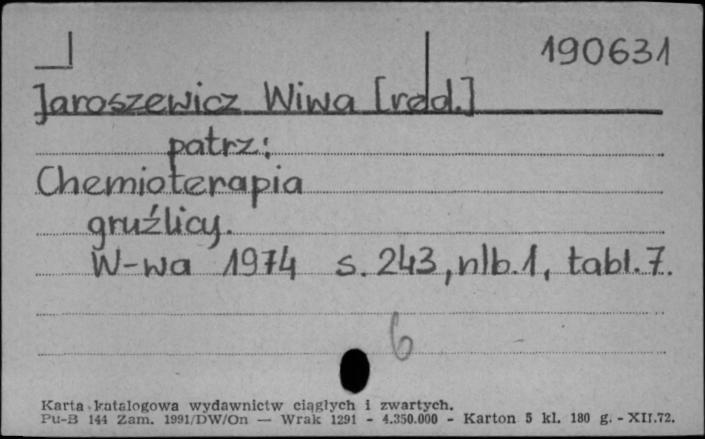 190631
Jaroszewicz Wiwa [red.]
patrz:
Chemioterapia
gruźlicy.
W-wa 1974 s. 243, nlb. 1, tabl. 7.
6
Karta katalogowa wydawnictw ciągłych i zwartych.
Pu-B 144 Zam. 1991/DW/On — Wrak 1291 - 4.350.000 - Karton 5 kl. 180 g. - XII.72.